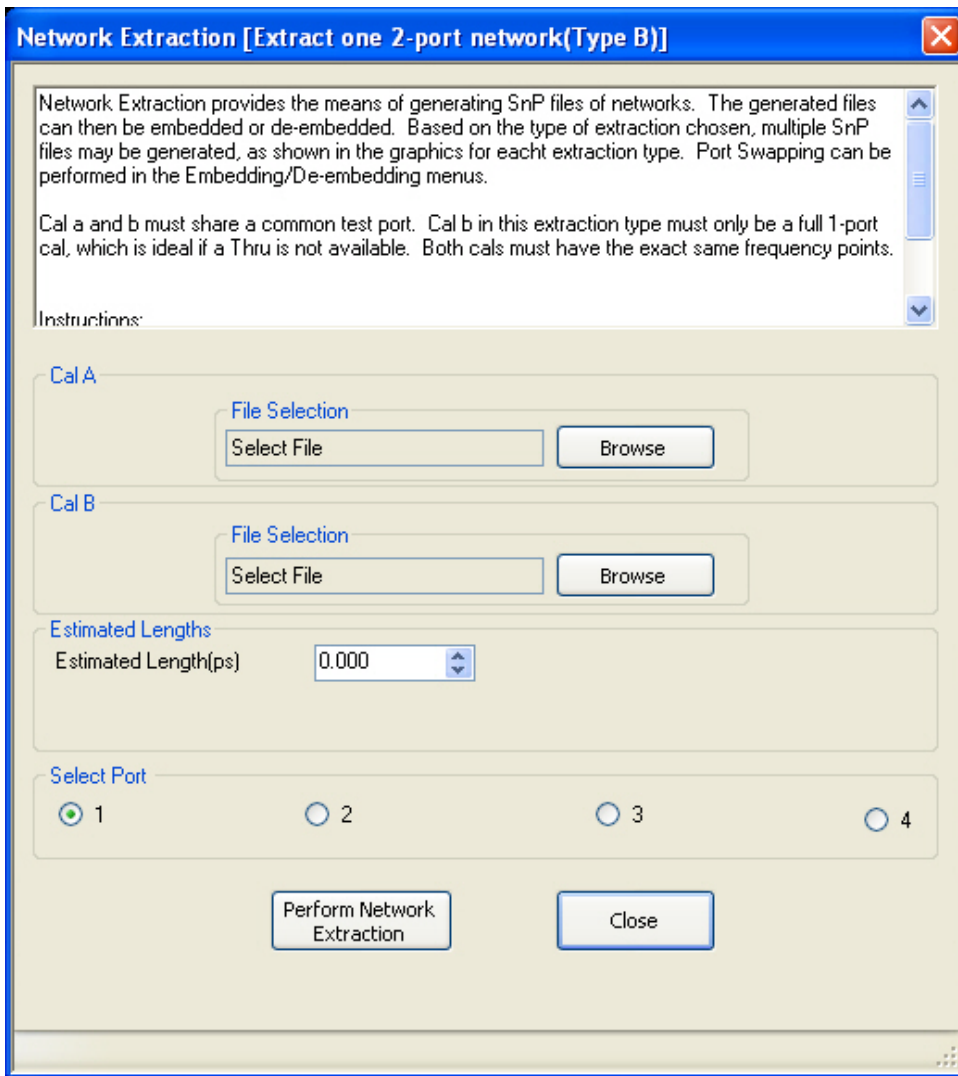 Network Extraction [Extract one 2-port network(Type B)]
Network Extraction provides the means of generating SnP files of networks.  The generated files
can then be embedded or de-embedded.  Based on the type of extraction chosen, multiple SnP
files may be generated, as shown in the graphics for eacht extraction type.  Port Swapping can be
performed in the Embedding/De-embedding menus.
Cal a and b must share a common test port.  Cal b in this extraction type must only be a full 1-port
cal, which is ideal if a Thru is not available.  Both cals must have the exact same frequency points.
Instructions:
Cal A
File Selection
Select File
Browse
Cal B
File Selection
Select File
Browse
Estimated Lengths
Estimated Length(ps)
0.000
Select Port
1
2
3
4
Perform Network
Extraction
Close